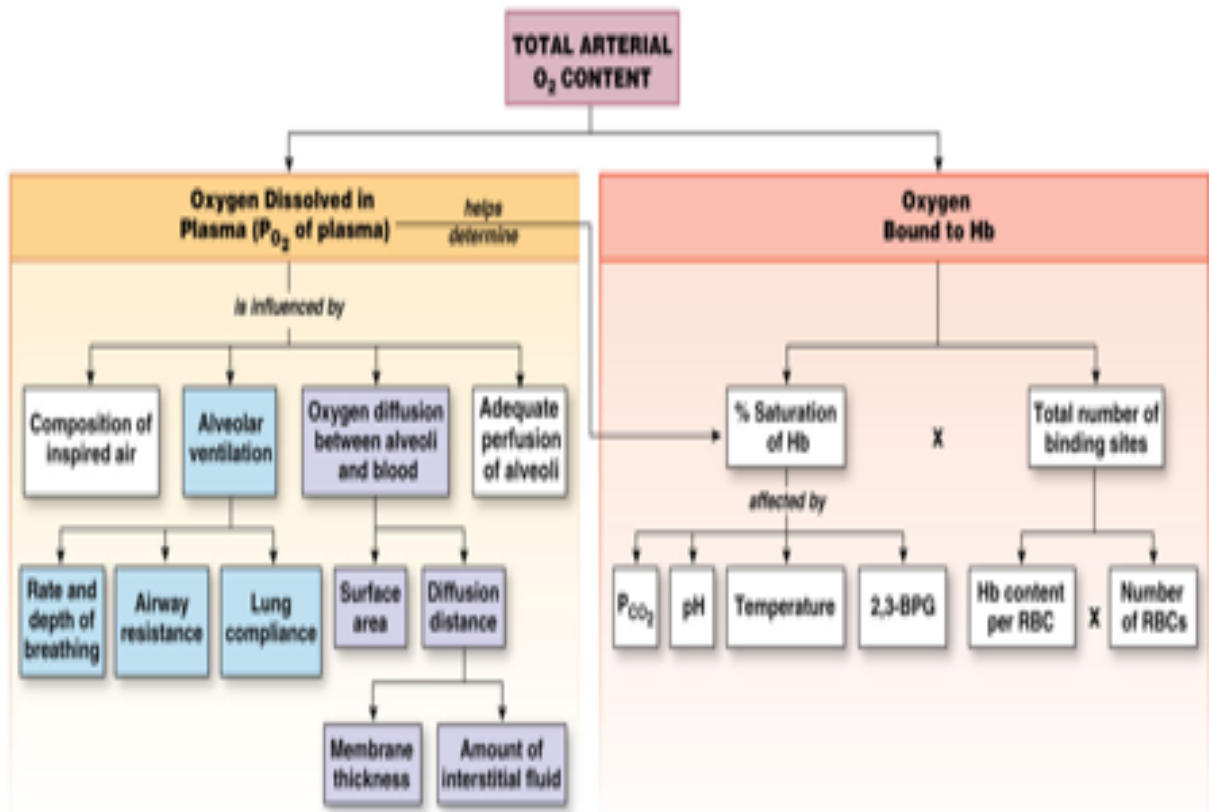 TOTAL ARTERIAL
O₂ CONTENT
Oxygen Dissolved in
Plasma (P_O₂ of plasma)
helps
determine
Oxygen
Bound to Hb
is influenced by
Composition of
inspired air
Alveolar
ventilation
Oxygen diffusion
between alveoli
and blood
Adequate
perfusion
of alveoli
% Saturation
of Hb
X
Total number of
binding sites
affected by
Rate and
depth of
breathing
Airway
resistance
Lung
compliance
Surface
area
Diffusion
distance
P_CO₂
pH
Temperature
2,3-BPG
Hb content
per RBC
X
Number
of RBCs
Membrane
thickness
Amount of
interstitial fluid